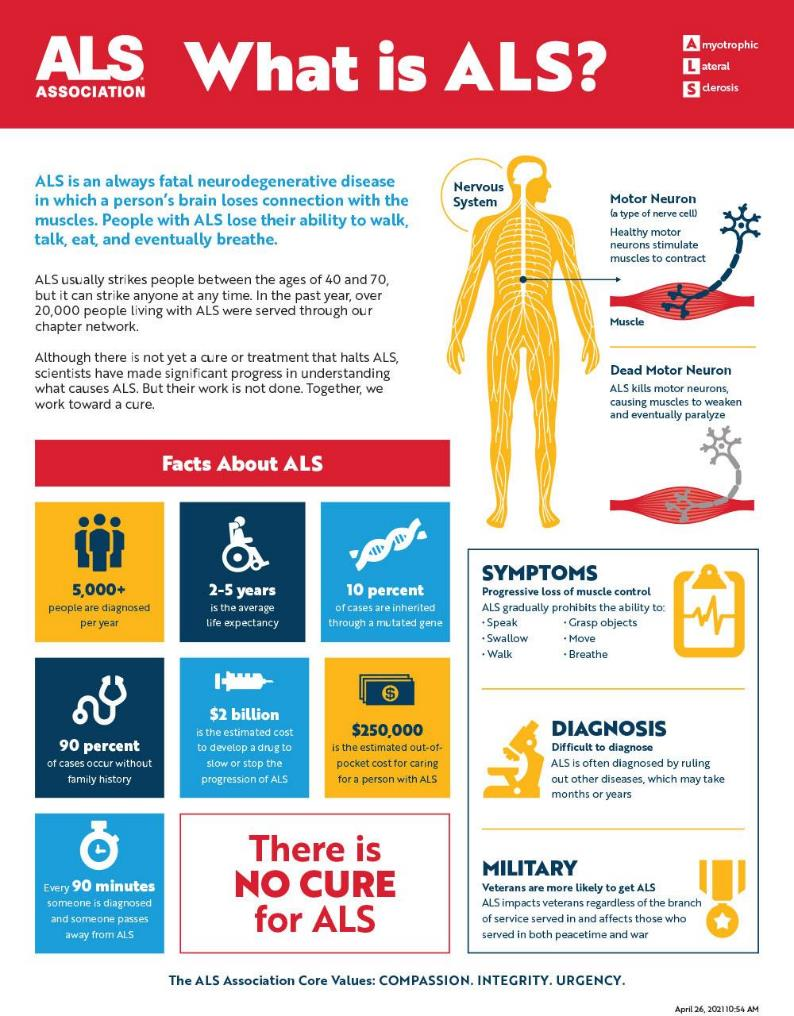 ALS
ASSOCIATION
What is ALS?
Amyotrophic
Lateral
Sclerosis
ALS is an always fatal neurodegenerative disease
in which a person's brain loses connection with the
muscles. People with ALS lose their ability to walk,
talk, eat, and eventually breathe.
ALS usually strikes people between the ages of 40 and 70,
but it can strike anyone at any time. In the past year, over
20,000 people living with ALS were served through our
chapter network.
Although there is not yet a cure or treatment that halts ALS,
scientists have made significant progress in understanding
what causes ALS. But their work is not done. Together, we
work toward a cure.
Nervous
System
Motor Neuron
(a type of nerve cell)
Healthy motor
neurons stimulate
muscles to contract
Muscle
Dead Motor Neuron
ALS kills motor neurons,
causing muscles to weaken
and eventually paralyze
Facts About ALS
5,000+
people are diagnosed
per year
2-5 years
is the average
life expectancy
10 percent
of cases are inherited
through a mutated gene
90 percent
of cases occur without
family history
$2 billion
is the estimated cost
to develop a drug to
slow or stop the
progression of ALS
$
$250,000
is the estimated out-of-
pocket cost for caring
for a person with ALS
Every 90 minutes
someone is diagnosed
and someone passes
away from ALS
There is
NO CURE
for ALS
SYMPTOMS
Progressive loss of muscle control
ALS gradually prohibits the ability to:
• Speak
• Swallow
• Walk
• Grasp objects
• Move
• Breathe
DIAGNOSIS
Difficult to diagnose
ALS is often diagnosed by ruling
out other diseases, which may take
months or years
MILITARY
Veterans are more likely to get ALS
ALS impacts veterans regardless of the branch
of service served in and affects those who
served in both peacetime and war
The ALS Association Core Values: COMPASSION. INTEGRITY. URGENCY.
April 26, 2021 10:54 AM